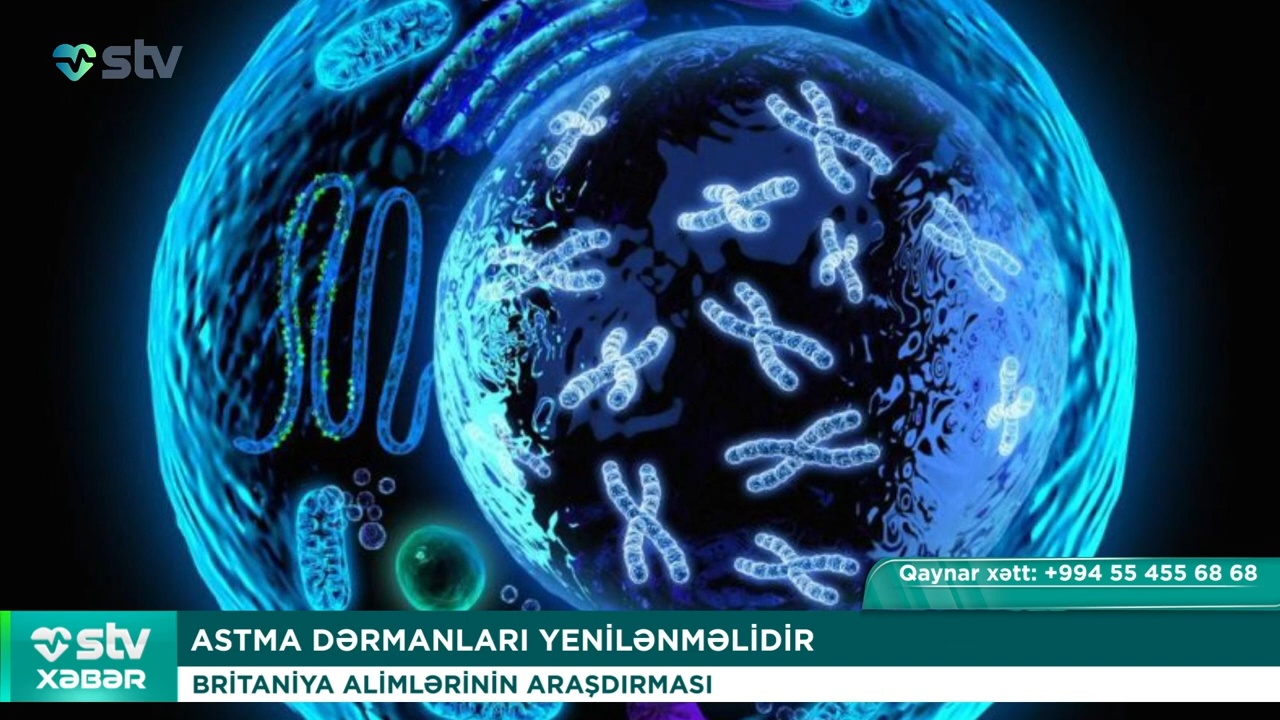 stv
Qaynar xətt: +994 55 455 68 68
stv
XƏBƏR
ASTMA DƏRMANLARI YENİLƏNMƏLİDİR
BRİTANİYA ALİMLƏRİNİN ARAŞDIRMASI